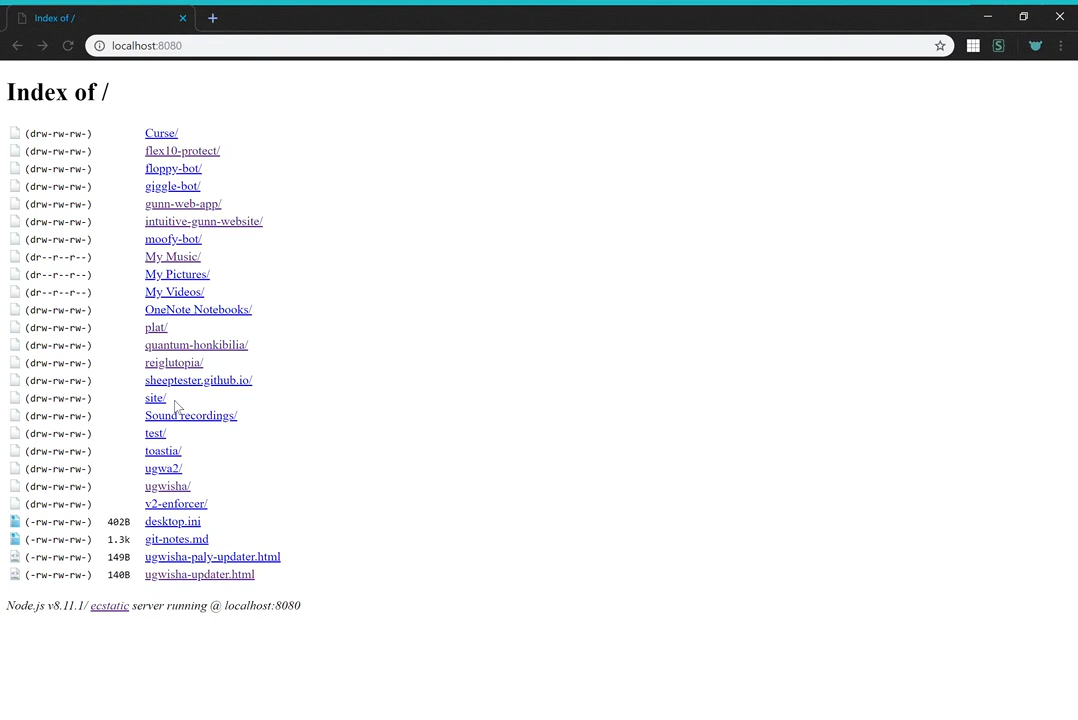 Index of /
localhost:8080
S
Index of /
(drw-rw-rw-) Curse/
(drw-rw-rw-) flex10-protect/
(drw-rw-rw-) floppy-bot/
(drw-rw-rw-) giggle-bot/
(drw-rw-rw-) gunn-web-app/
(drw-rw-rw-) intuitive-gunn-website/
(drw-rw-rw-) moofy-bot/
(dr--r--r--) My Music/
(dr--r--r--) My Pictures/
(dr--r--r--) My Videos/
(drw-rw-rw-) OneNote Notebooks/
(drw-rw-rw-) plat/
(drw-rw-rw-) quantum-honkibilia/
(drw-rw-rw-) reiglutopia/
(drw-rw-rw-) sheeptester.github.io/
(drw-rw-rw-) site/
(drw-rw-rw-) Sound recordings/
(drw-rw-rw-) test/
(drw-rw-rw-) toastia/
(drw-rw-rw-) ugwa2/
(drw-rw-rw-) ugwisha/
(drw-rw-rw-) v2-enforcer/
(-rw-rw-rw-) 402B desktop.ini
(-rw-rw-rw-) 1.3k git-notes.md
(-rw-rw-rw-) 149B ugwisha-paly-updater.html
(-rw-rw-rw-) 140B ugwisha-updater.html
Node.js v8.11.1/ ecstatic server running @ localhost:8080